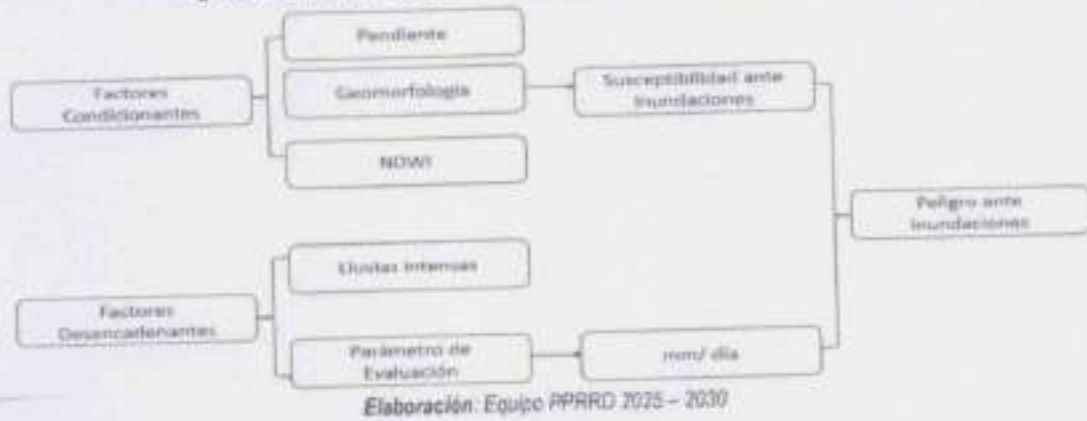 Pendiente
Factores
Condicionantes
Geomorfología
Susceptibilidad ante
Inundaciones
NDWI
Peligro ante
Inundaciones
Lluvias Intensas
Factores
Desencadenantes
Parámetro de
Evaluación
mm/ día
Elaboración: Equipo PPRRD 2025 – 2030